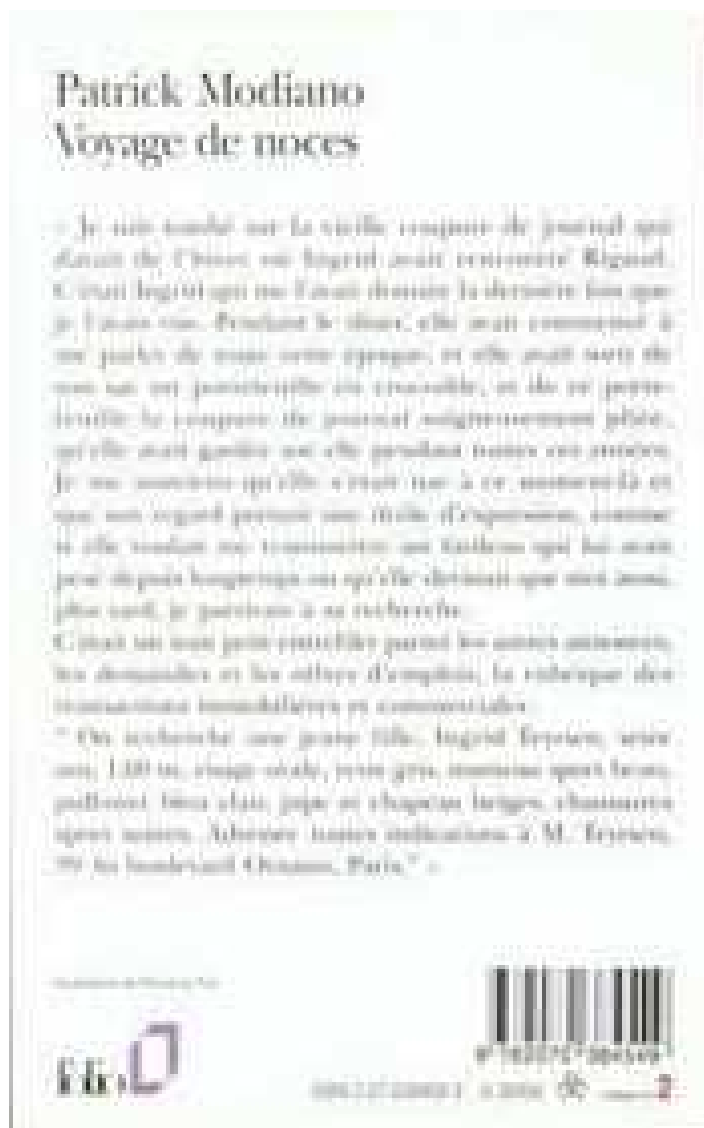 Patrick Modiano
Voyage de noces
« Je suis tombé sur la vieille coupure de journal qui
datait de l'hiver où Ingrid avait rencontré Rigaud.
C'était Ingrid qui me l'avait donnée la dernière fois que
je l'avais vue. Pendant le dîner, elle avait commencé à
me parler de toute cette époque, et elle avait sorti de
son sac un portefeuille en crocodile, et de ce porte-
feuille la coupure de journal soigneusement pliée,
qu'elle avait gardée sur elle pendant toutes ces années.
Je me souviens qu'elle s'était tue à ce moment-là et
que son regard prenait une drôle d'expression, comme
si elle voulait me transmettre un fardeau qui lui avait
pesé depuis longtemps ou qu'elle devinait que moi aussi,
plus tard, je partirais à sa recherche.
C'était un tout petit entrefilet parmi les autres annonces,
les demandes et les offres d'emplois, la rubrique des
transactions immobilières et commerciales :
" On recherche une jeune fille, Ingrid Teyrsen, seize
ans, 1,60 m, visage ovale, yeux gris, manteau sport brun,
pull-over bleu clair, jupe et chapeau beiges, chaussures
sport noires. Adresser toutes indications à M. Teyrsen,
39 bis boulevard Ornano, Paris." »
folio
2